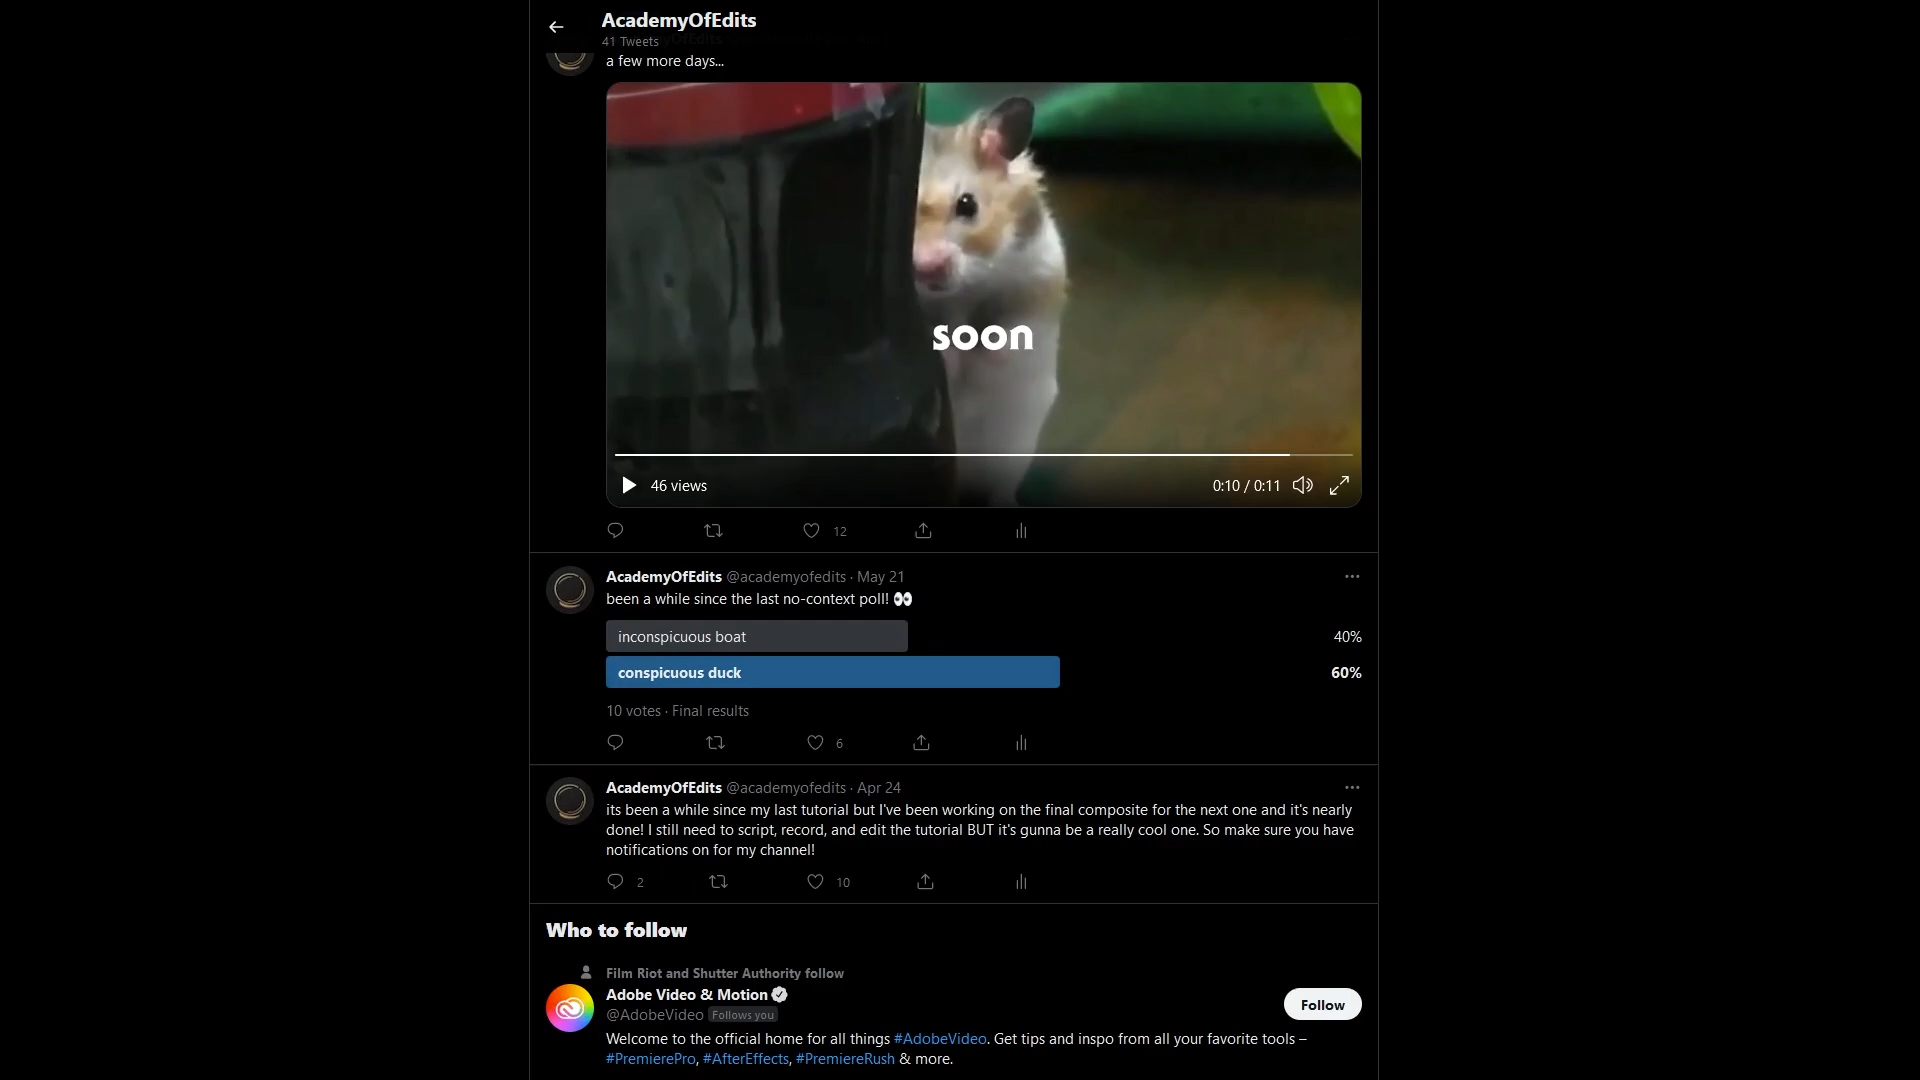 AcademyOfEdits
41 Tweets
a few more days...
soon
46 views
0:10 / 0:11
12
AcademyOfEdits @academyofedits · May 21
been a while since the last no-context poll! 👀
inconspicuous boat 40%
conspicuous duck 60%
10 votes · Final results
6
AcademyOfEdits @academyofedits · Apr 24
its been a while since my last tutorial but I've been working on the final composite for the next one and it's nearly
done! I still need to script, record, and edit the tutorial BUT it's gunna be a really cool one. So make sure you have
notifications on for my channel!
2 10
Who to follow
Film Riot and Shutter Authority follow
Adobe Video & Motion
@AdobeVideo Follows you
Follow
Welcome to the official home for all things #AdobeVideo. Get tips and inspo from all your favorite tools –
#PremierePro, #AfterEffects, #PremiereRush & more.